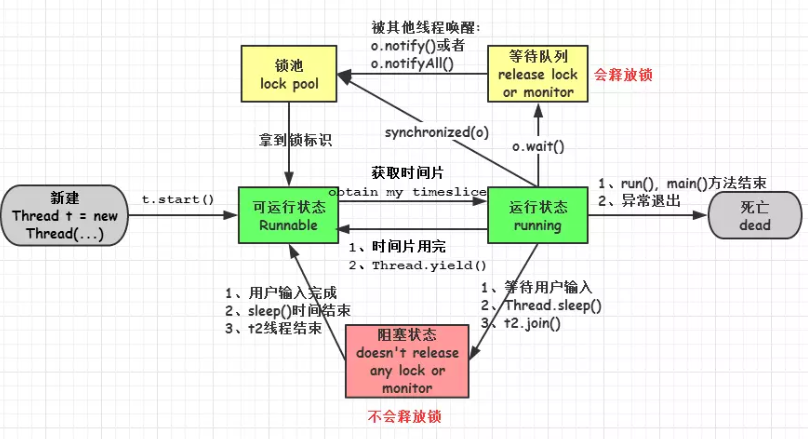 被其他线程唤醒：
o.notify()或者
o.notifyAll()
锁池
lock pool
等待队列
release lock
or monitor
会释放锁
synchronized(o)
o.wait()
拿到锁标识
获取时间片
obtain my timeslice
新建
Thread t = new
Thread(...)
t.start()
可运行状态
Runnable
运行状态
running
1、run()，main()方法结束
2、异常退出
死亡
dead
1、时间片用完
2、Thread.yield()
1、用户输入完成
2、sleep()时间结束
3、t2线程结束
1、等待用户输入
2、Thread.sleep()
3、t2.join()
阻塞状态
doesn't release
any lock or
monitor
不会释放锁